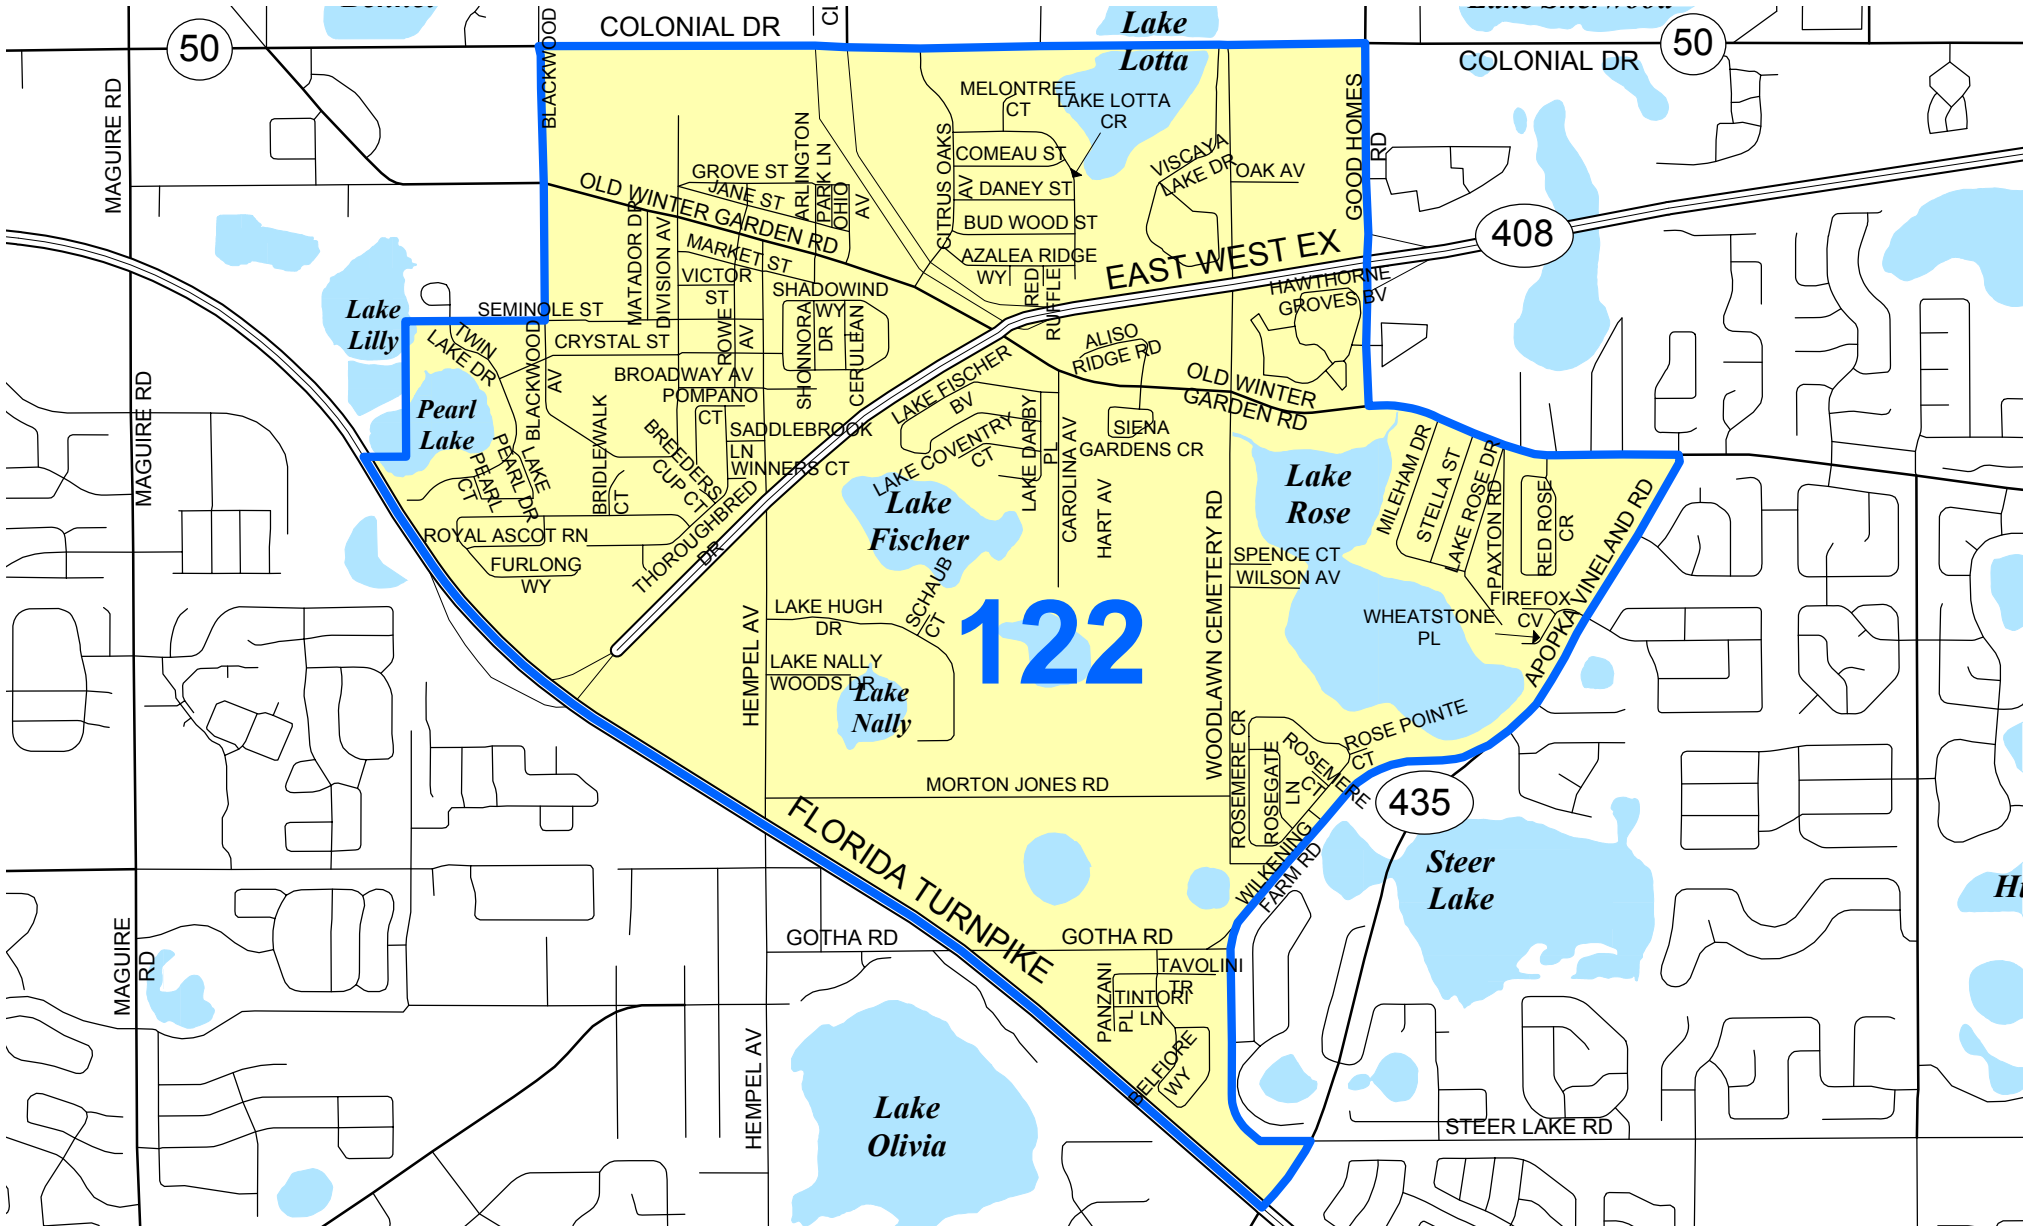 COLONIAL DR
50
BLACKWOOD
MAGUIRE RD
Lake
Lotta
50
COLONIAL DR
MELONTREE
CT
LAKE LOTTA
CR
COMEAU ST
CITRUS OAKS
AV
DANEY ST
BUD WOOD ST
AZALEA RIDGE
WY
RED
RUFFLE
VISCAYA
LAKE DR
OAK AV
GOOD HOMES
RD
GROVE ST
JANE ST
ARLINGTON
PARK LN
OHIO
AV
OLD WINTER GARDEN RD
MATADOR DR
DIVISION AV
MARKET ST
VICTOR
ST
ROWE
AV
SHADOWIND
WY
SHONNORA
DR
CERULEAN
EAST WEST EX
408
HAWTHORNE
GROVES BV
Lake
Lilly
SEMINOLE ST
CRYSTAL ST
TWIN
LAKE DR
BLACKWOOD
AV
BROADWAY AV
POMPANO
CT
LAKE FISCHER
BV
ALISO
RIDGE RD
OLD WINTER
GARDEN RD
MAGUIRE RD
Pearl
Lake
PEARL
CT
PEARL DR
LAKE
BRIDLEWALK
CT
BREEDERS
CUP CT
SADDLEBROOK
LN
WINNERS CT
THOROUGHBRED
DR
ROYAL ASCOT RN
FURLONG
WY
LAKE COVENTRY
CT
LAKE DARBY
PL
CAROLINA AV
SIENA
GARDENS CR
HART AV
Lake
Fischer
Lake
Rose
MILEHAM DR
STELLA ST
LAKE ROSE DR
PAXTON RD
RED ROSE
CR
APOPKA VINELAND RD
WOODLAWN CEMETERY RD
SPENCE CT
WILSON AV
WHEATSTONE
PL
FIREFOX
CV
LAKE HUGH
DR
SCHAUB
CT
122
HEMPEL AV
LAKE NALLY
WOODS DR
Lake
Nally
MORTON JONES RD
ROSEMERE CR
ROSEGATE
LN
ROSEMERE
CT
ROSE POINTE
CT
435
WILKENING
FARM RD
Steer
Lake
FLORIDA TURNPIKE
MAGUIRE
RD
GOTHA RD
GOTHA RD
TAVOLINI
TR
PANZANI
PL
TINTORI
LN
BELFIORE
WY
HEMPEL AV
Lake
Olivia
STEER LAKE RD